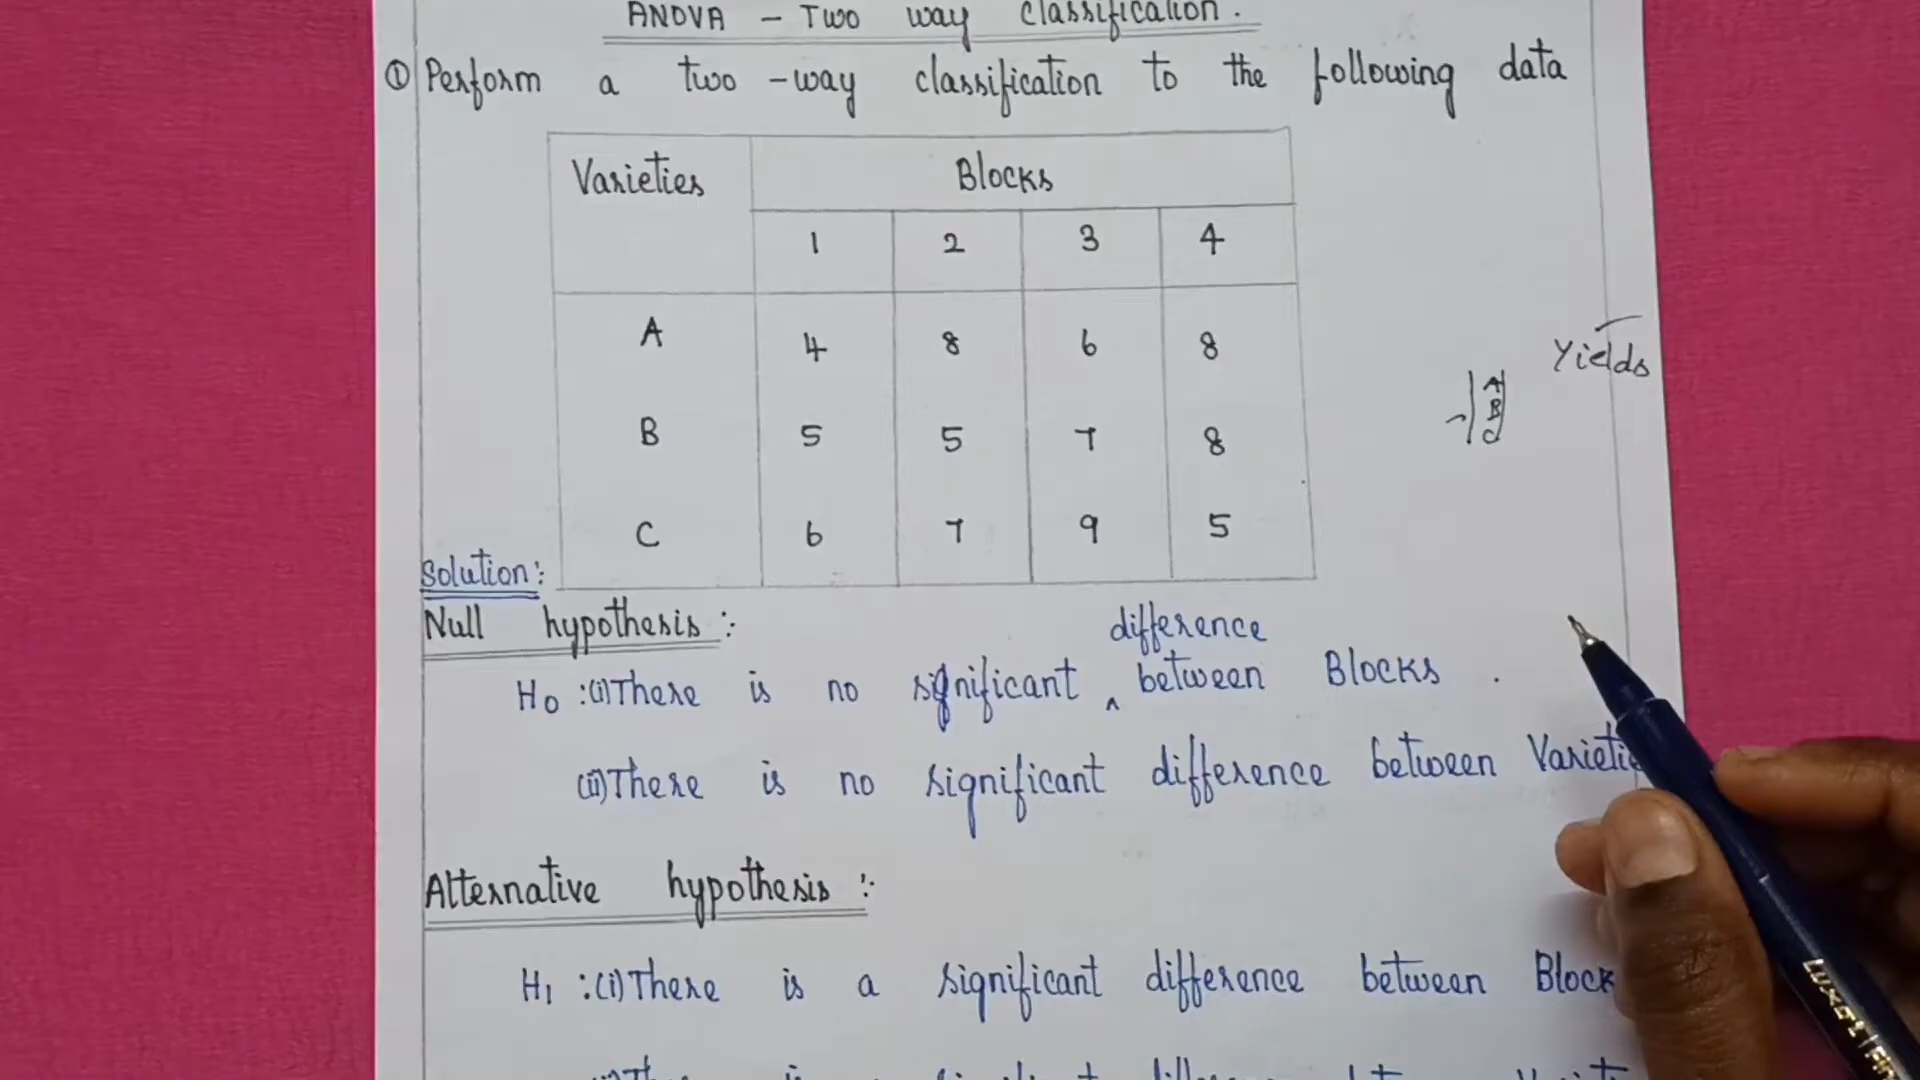 ANOVA - Two way classification.
① Perform a two-way classification to the following data
Varieties Blocks
1 2 3 4
A 4 8 6 8
B 5 5 7 8
C 6 7 9 5
Yields
A
B
C
Solution:
Null hypothesis:
difference
H0 :(i)There is no significant ^ between Blocks .
(ii)There is no significant difference between Varieti
Alternative hypothesis :
H1 :(i)There is a significant difference between Block